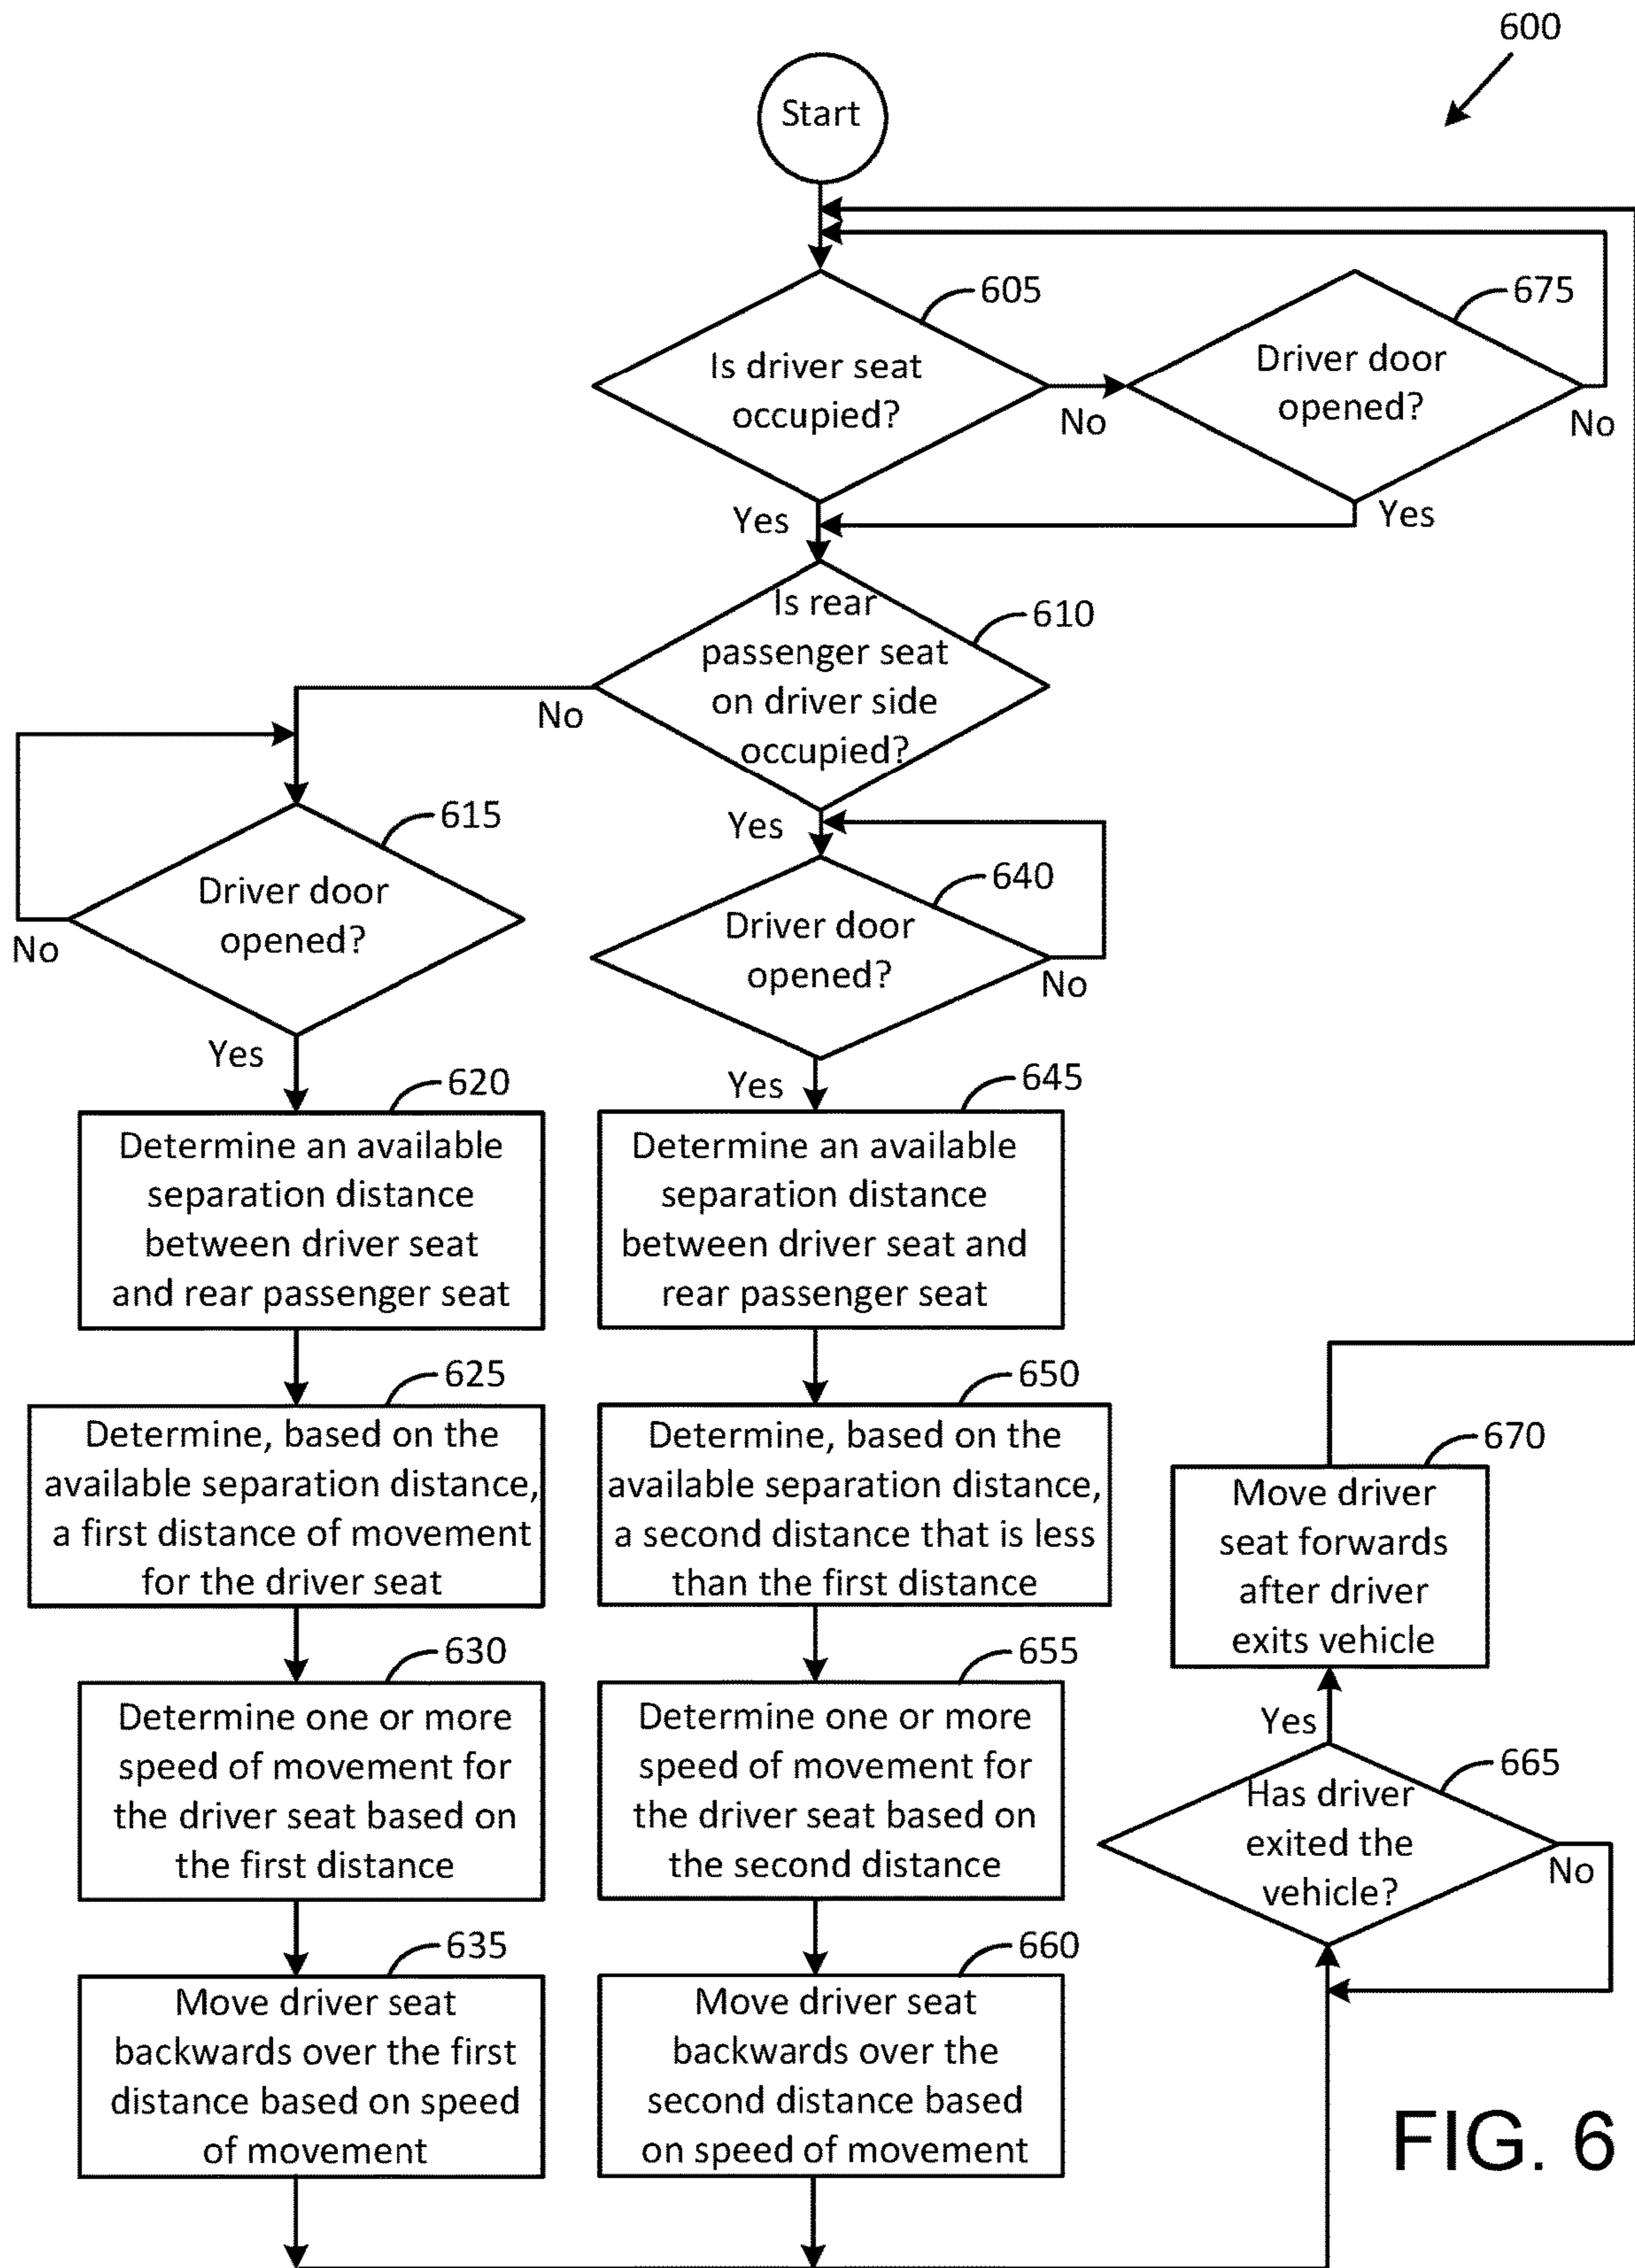 600
Start
605
Is driver seat
occupied?
No
Yes
675
Driver door
opened?
No
Yes
610
Is rear
passenger seat
on driver side
occupied?
No
Yes
615
Driver door
opened?
No
Yes
640
Driver door
opened?
No
Yes
620
Determine an available
separation distance
between driver seat
and rear passenger seat
645
Determine an available
separation distance
between driver seat and
rear passenger seat
625
Determine, based on the
available separation distance,
a first distance of movement
for the driver seat
650
Determine, based on the
available separation distance,
a second distance that is less
than the first distance
630
Determine one or more
speed of movement for
the driver seat based on
the first distance
655
Determine one or more
speed of movement for
the driver seat based on
the second distance
635
Move driver seat
backwards over the first
distance based on speed
of movement
660
Move driver seat
backwards over the
second distance based
on speed of movement
670
Move driver
seat forwards
after driver
exits vehicle
Yes
665
Has driver
exited the
vehicle?
No
FIG. 6